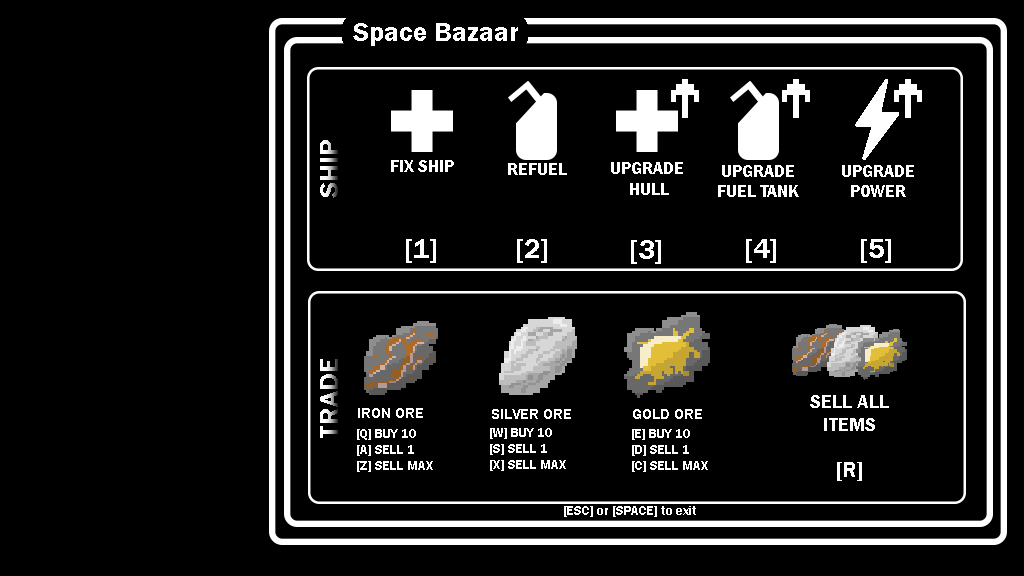 Space Bazaar
SHIP
FIX SHIP
REFUEL
UPGRADE
HULL
UPGRADE
FUEL TANK
UPGRADE
POWER
[1]
[2]
[3]
[4]
[5]
TRADE
IRON ORE
[Q] BUY 10
[A] SELL 1
[Z] SELL MAX
SILVER ORE
[W] BUY 10
[S] SELL 1
[X] SELL MAX
GOLD ORE
[E] BUY 10
[D] SELL 1
[C] SELL MAX
SELL ALL
ITEMS
[R]
[ESC] or [SPACE] to exit